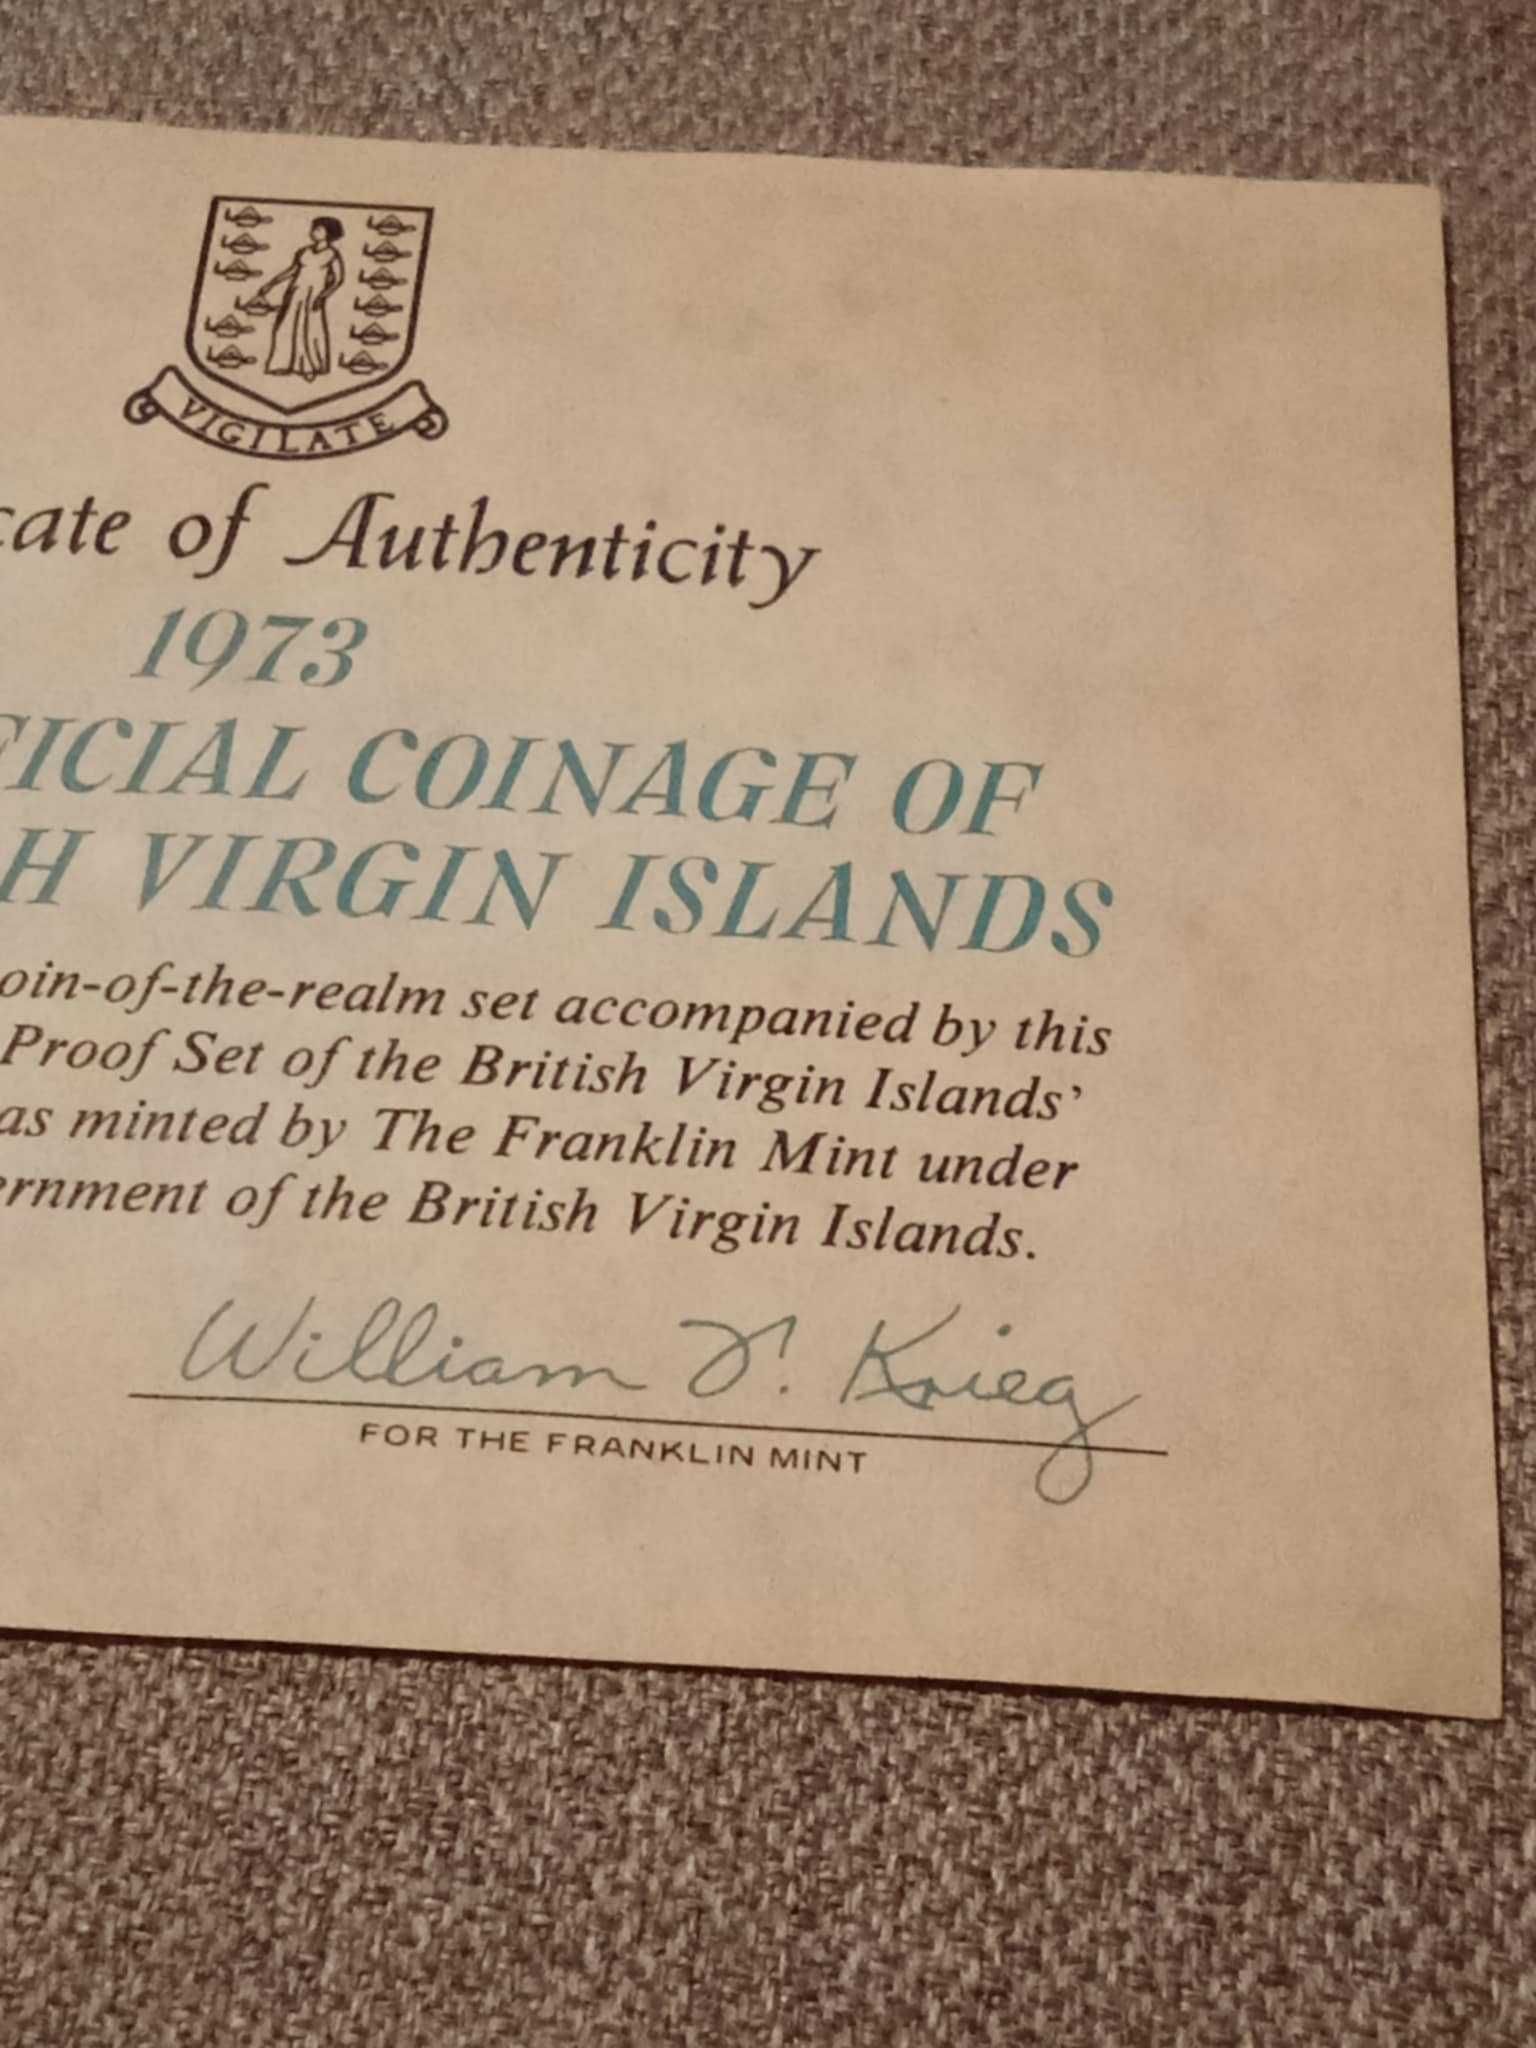 VIGILATE
cate of Authenticity
1973
FICIAL COINAGE OF
H VIRGIN ISLANDS
oin-of-the-realm set accompanied by this
Proof Set of the British Virgin Islands'
as minted by The Franklin Mint under
ernment of the British Virgin Islands.
William T. Krieg
FOR THE FRANKLIN MINT